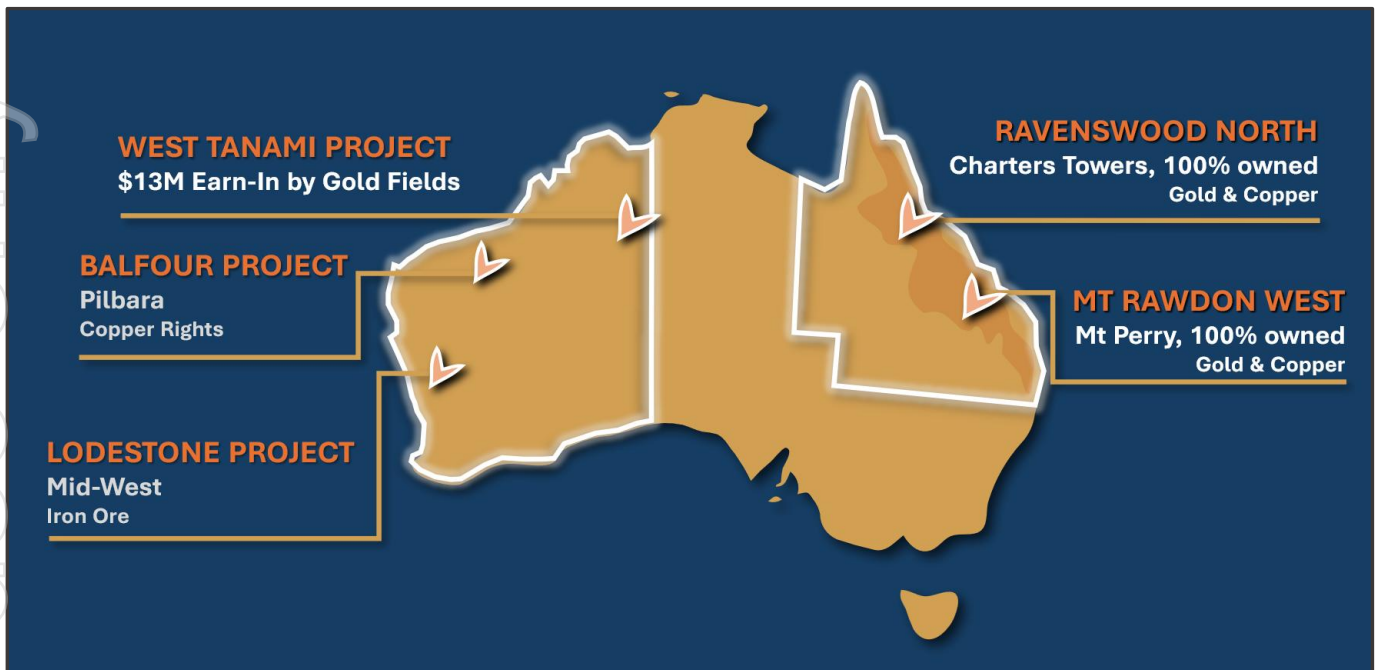 WEST TANAMI PROJECT
$13M Earn-In by Gold Fields
BALFOUR PROJECT
Pilbara
Copper Rights
LODESTONE PROJECT
Mid-West
Iron Ore
RAVENSWOOD NORTH
Charters Towers, 100% owned
Gold & Copper
MT RAWDON WEST
Mt Perry, 100% owned
Gold & Copper